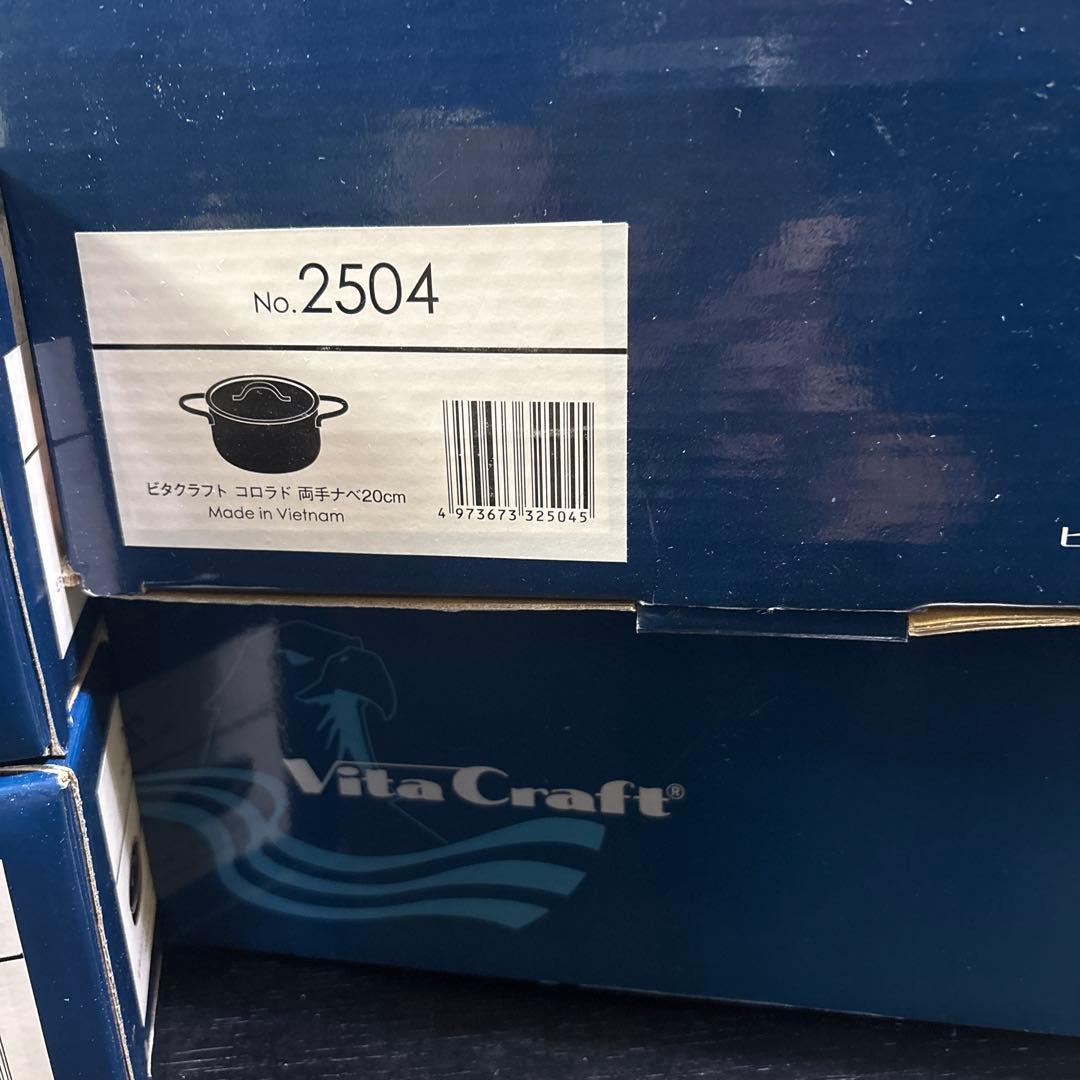 No.2504
ビタクラフト コロラド 両手ナベ20cm
Made in Vietnam
4 973673 325045
Vita Craft®